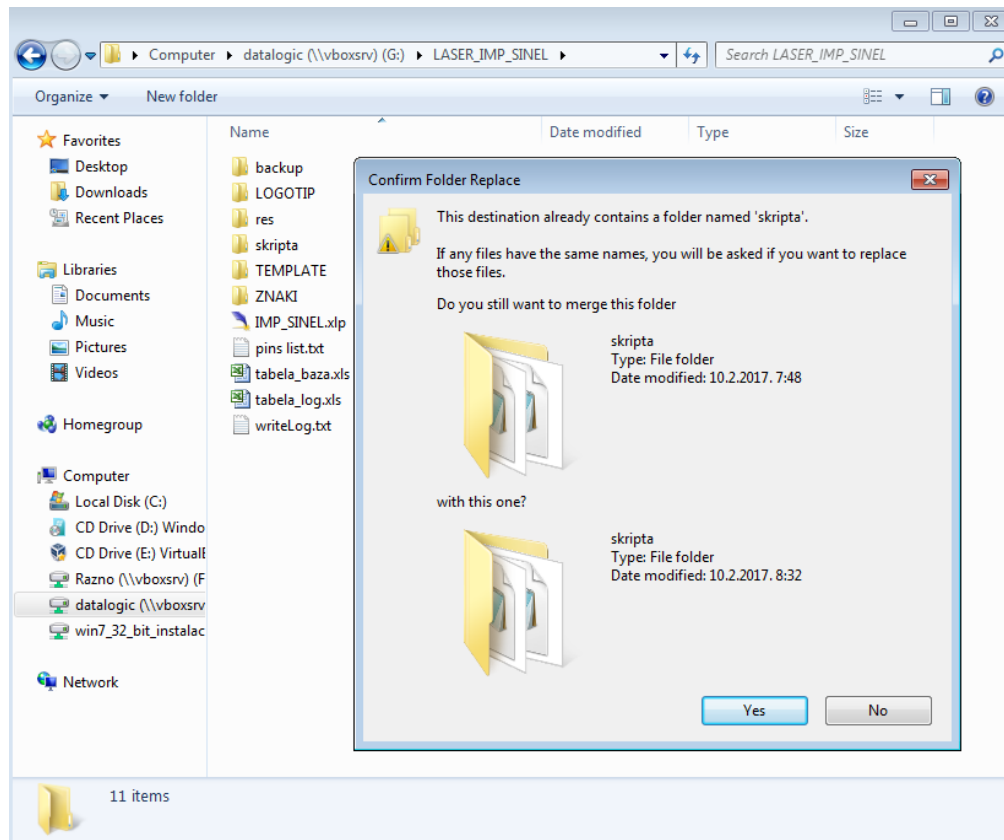 Computer datalogic (\\vboxsrv) (G:) LASER_IMP_SINEL Search LASER_IMP_SINEL
Organize New folder
Favorites
Desktop
Downloads
Recent Places
Libraries
Documents
Music
Pictures
Videos
Homegroup
Computer
Local Disk (C:)
CD Drive (D:) Windo
CD Drive (E:) VirtualB
Razno (\\vboxsrv) (F
datalogic (\\vboxsrv
win7_32_bit_instalac
Network
Name Date modified Type Size
backup
LOGOTIP
res
skripta
TEMPLATE
ZNAKI
IMP_SINEL.xlp
pins list.txt
tabela_baza.xls
tabela_log.xls
writeLog.txt
Confirm Folder Replace
This destination already contains a folder named 'skripta'.
If any files have the same names, you will be asked if you want to replace
those files.
Do you still want to merge this folder
skripta
Type: File folder
Date modified: 10.2.2017. 7:48
with this one?
skripta
Type: File folder
Date modified: 10.2.2017. 8:32
Yes No
11 items